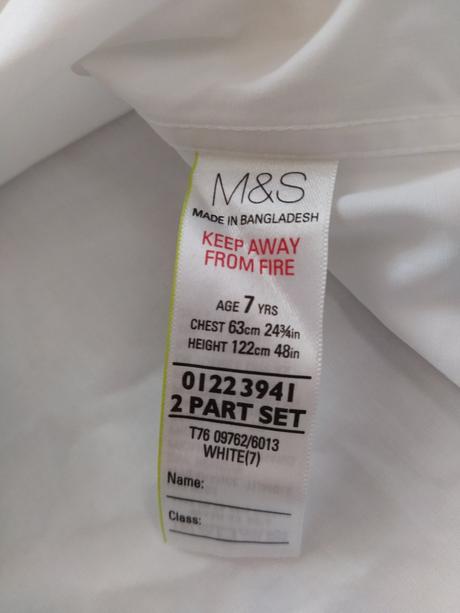 M&S
MADE IN BANGLADESH
KEEP AWAY
FROM FIRE
AGE 7 YRS
CHEST 63cm 24¾in
HEIGHT 122cm 48in
01223941
2 PART SET
T76 09762/6013
WHITE(7)
Name:
Class: